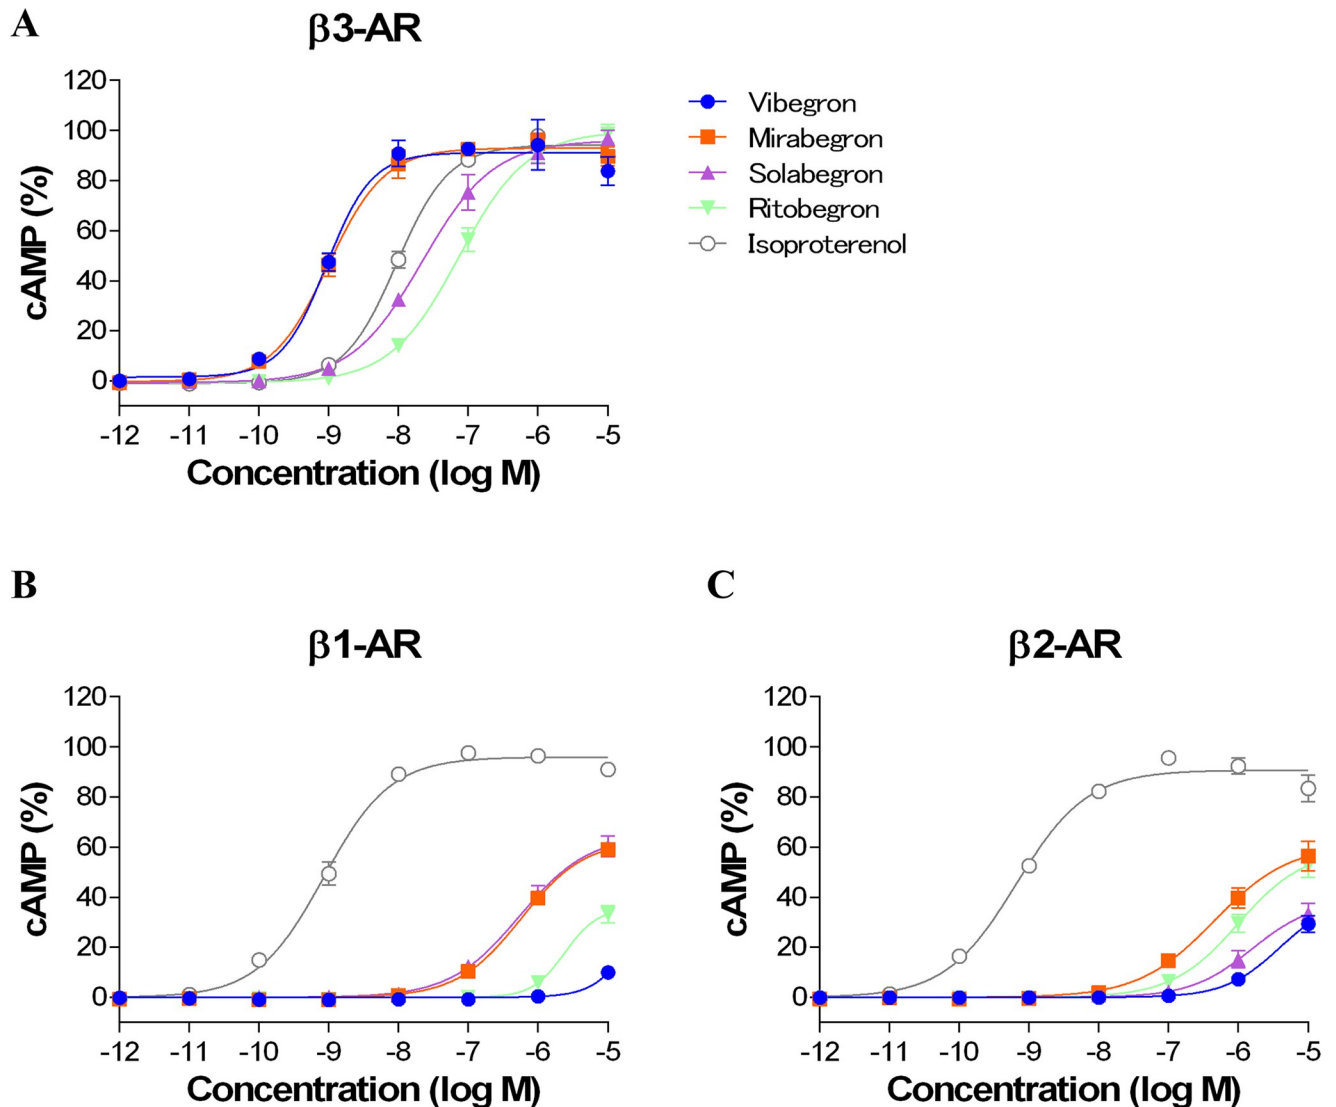 A
β3-AR
120
100
80
60
40
20
0
cAMP (%)
-12 -11 -10 -9 -8 -7 -6 -5
Concentration (log M)
Vibegron
Mirabegron
Solabegron
Ritobegron
Isoproterenol
B
β1-AR
120
100
80
60
40
20
0
cAMP (%)
-12 -11 -10 -9 -8 -7 -6 -5
Concentration (log M)
C
β2-AR
120
100
80
60
40
20
0
cAMP (%)
-12 -11 -10 -9 -8 -7 -6 -5
Concentration (log M)